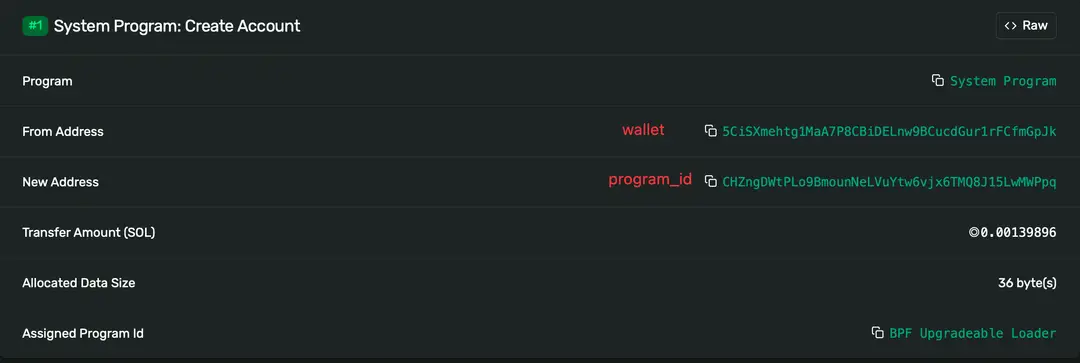 #1 System Program: Create Account <> Raw
Program System Program
From Address wallet 5CiSXmehtg1MaA7P8CBiDELnw9BCucdGur1rFCfmGpJk
New Address program_id CHZngDWtPLo9BmounNeLVuYtw6vjx6TMQ8J15LwMWPpq
Transfer Amount (SOL) ◎0.00139896
Allocated Data Size 36 byte(s)
Assigned Program Id BPF Upgradeable Loader